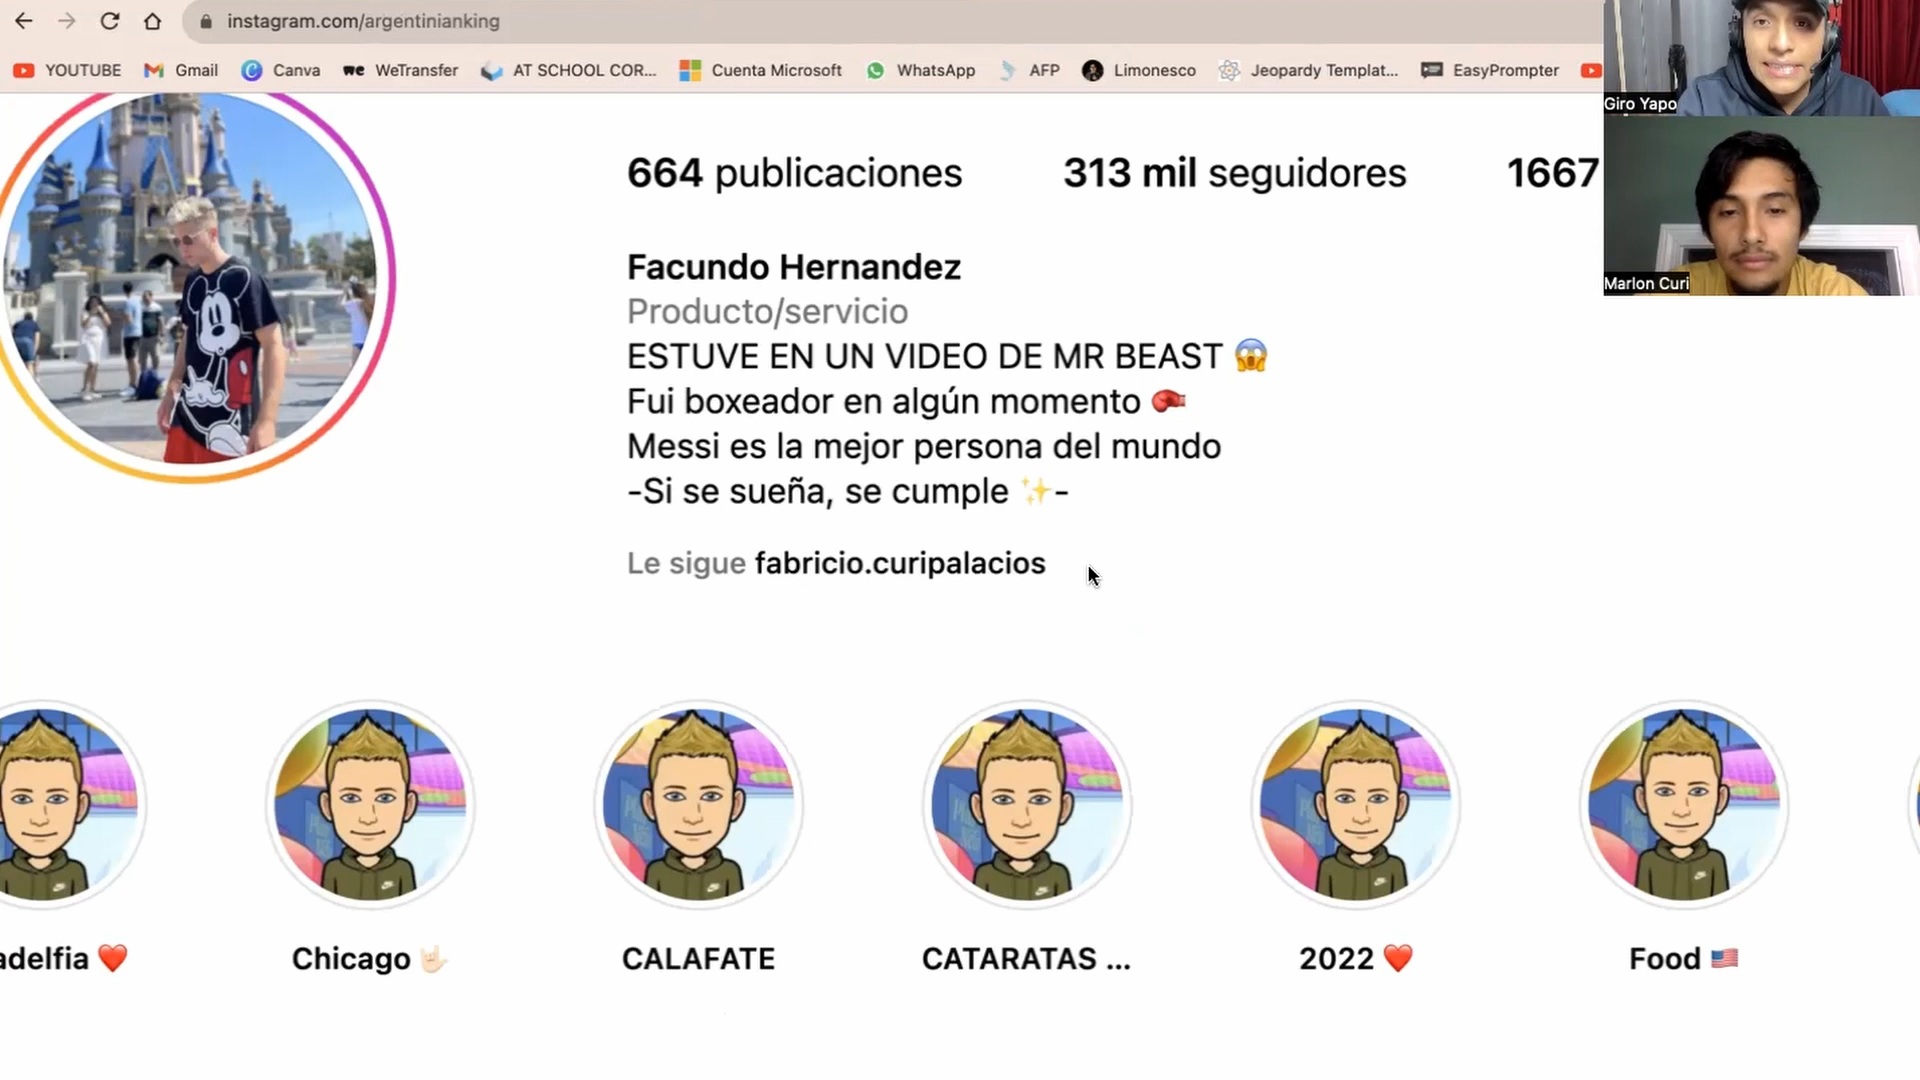 instagram.com/argentinianking
YOUTUBE
Gmail
Canva
WeTransfer
AT SCHOOL COR...
Cuenta Microsoft
WhatsApp
AFP
Limonesco
Jeopardy Templat...
EasyPrompter
Giro Yapo
Marlon Curi
664 publicaciones
313 mil seguidores
1667
Facundo Hernandez
Producto/servicio
ESTUVE EN UN VIDEO DE MR BEAST 😱
Fui boxeador en algún momento 🥊
Messi es la mejor persona del mundo
-Si se sueña, se cumple ✨-
Le sigue fabricio.curipalacios
adelfia ❤️
Chicago 🤟🏻
CALAFATE
CATARATAS ...
2022 ❤️
Food 🇺🇸